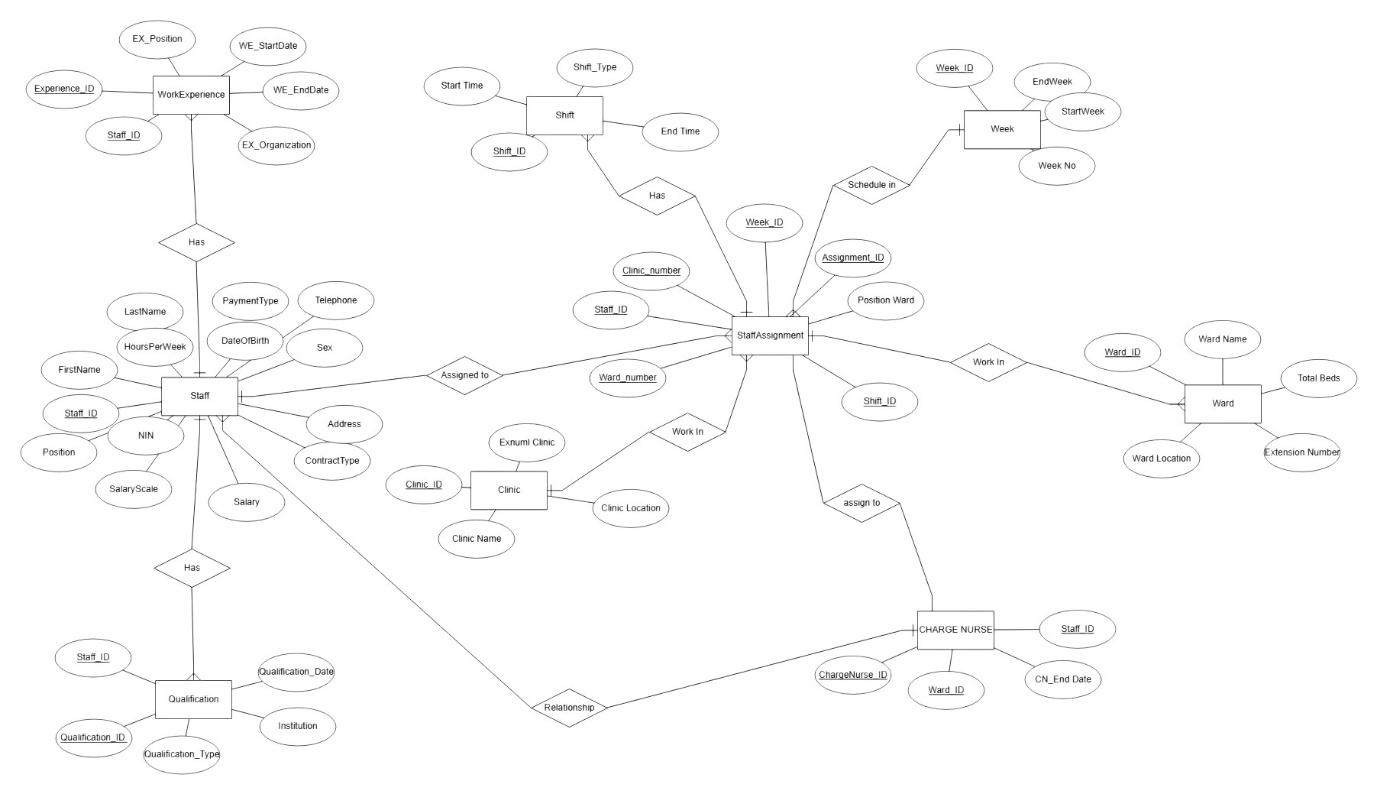 EX_Position
WE_StartDate
Experience_ID
WorkExperience
WE_EndDate
Staff_ID
EX_Organization
Has
Shift_Type
Start Time
Shift
End Time
Shift_ID
Has
Week_ID
EndWeek
StartWeek
Week
Week No
Schedule in
Week_ID
Clinic_number
Assignment_ID
Staff_ID
Position Ward
StaffAssignment
Ward_number
Shift_ID
LastName
PaymentType
Telephone
HoursPerWeek
DateOfBirth
Sex
FirstName
Staff
Staff_ID
Address
NIN
Position
ContractType
SalaryScale
Salary
Assigned to
Work In
Ward_ID
Ward Name
Total Beds
Ward
Ward Location
Extension Number
Work In
Exnuml Clinic
Clinic_ID
Clinic
Clinic Location
Clinic Name
assign to
Has
Staff_ID
Qualification_Date
Qualification
Institution
Qualification_ID
Qualification_Type
Relationship
CHARGE NURSE
Staff_ID
ChargeNurse_ID
Ward_ID
CN_End Date